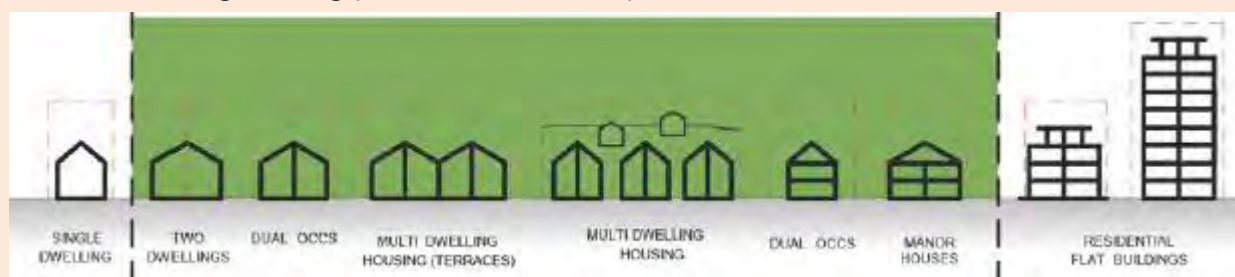 SINGLE
DWELLING
TWO
DWELLINGS
DUAL OCCS
MULTI DWELLING
HOUSING (TERRACES)
MULTI DWELLING
HOUSING
DUAL OCCS
MANOR
HOUSES
RESIDENTIAL
FLAT BUILDINGS